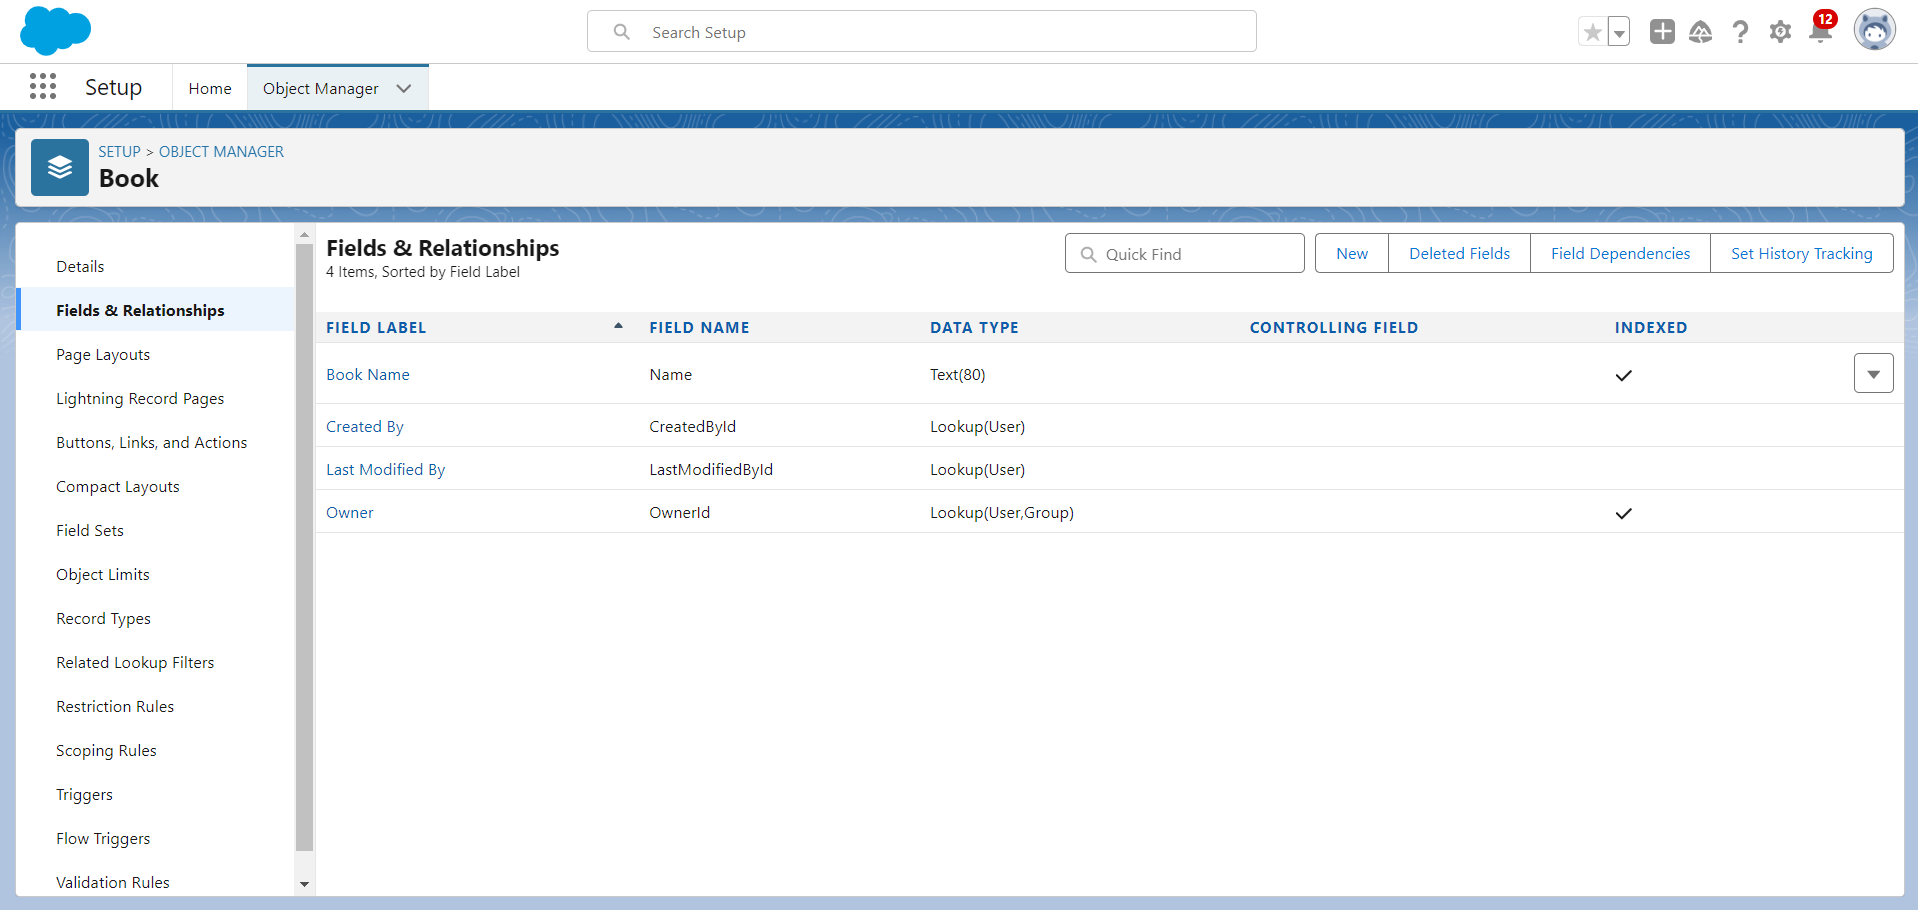 Search Setup
12
Setup
Home
Object Manager
SETUP > OBJECT MANAGER
Book
Details
Fields & Relationships
Page Layouts
Lightning Record Pages
Buttons, Links, and Actions
Compact Layouts
Field Sets
Object Limits
Record Types
Related Lookup Filters
Restriction Rules
Scoping Rules
Triggers
Flow Triggers
Validation Rules
Fields & Relationships
4 Items, Sorted by Field Label
Quick Find
New
Deleted Fields
Field Dependencies
Set History Tracking
FIELD LABEL FIELD NAME DATA TYPE CONTROLLING FIELD INDEXED
Book Name Name Text(80)
Created By CreatedById Lookup(User)
Last Modified By LastModifiedById Lookup(User)
Owner OwnerId Lookup(User,Group)